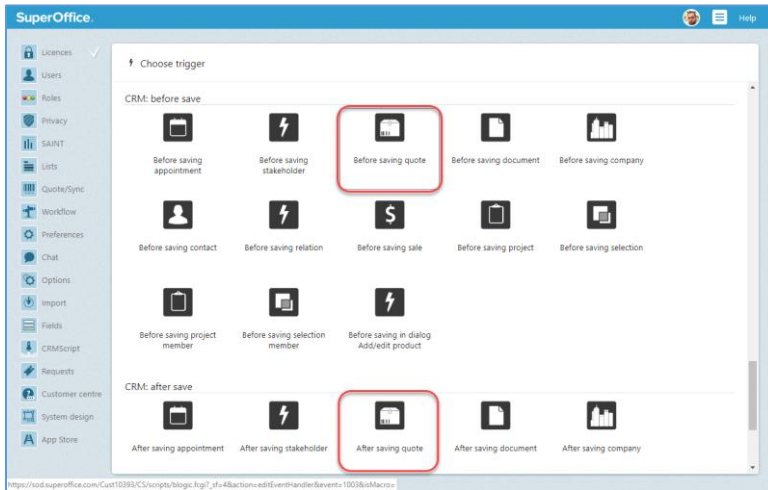 SuperOffice.
Help
Licences
Users
Roles
Privacy
SAINT
Lists
Quote/Sync
Workflow
Preferences
Chat
Options
Import
Fields
CRMScript
Requests
Customer centre
System design
App Store
Choose trigger
CRM: before save
Before saving
appointment
Before saving
stakeholder
Before saving quote
Before saving document
Before saving company
Before saving contact
Before saving relation
Before saving sale
Before saving project
Before saving selection
Before saving project
member
Before saving selection
member
Before saving in dialog
Add/edit product
CRM: after save
After saving appointment
After saving stakeholder
After saving quote
After saving document
After saving company
https://sod.superoffice.com/Cust10393/CS/scripts/blogic.fcgi?_sf=4&action=editEventHandler&event=1003&isMacro=